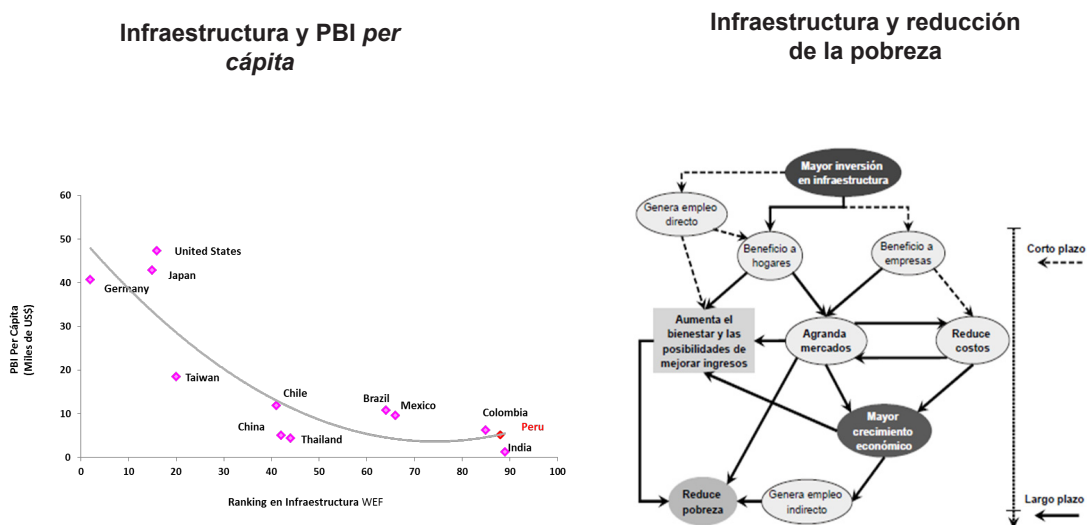 Infraestructura y PBI per
cápita
60
50
40
30
20
10
0
PBI Per Cápita
(Miles de US$)
United States
Japan
Germany
Taiwan
Chile
China
Thailand
Brazil
Mexico
Colombia
Peru
India
0
10
20
30
40
50
60
70
80
90
100
Ranking en Infraestructura WEF
Infraestructura y reducción
de la pobreza
Mayor inversión
en infraestructura
Genera empleo
directo
Beneficio a
hogares
Beneficio a
empresas
Corto plazo
Aumenta el
bienestar y las
posibilidades de
mejorar ingresos
Agranda
mercados
Reduce
costos
Mayor
crecimiento
económico
Reduce
pobreza
Genera empleo
indirecto
Largo plazo